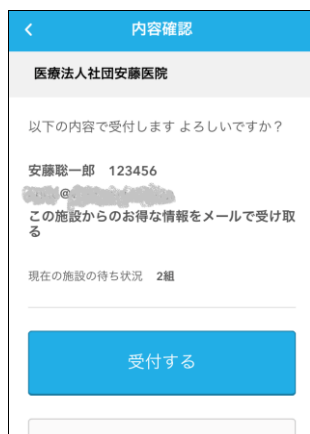 内容確認
医療法人社団安藤医院
以下の内容で受付します よろしいですか？
安藤聡一郎　123456
@
この施設からのお得な情報をメールで受け取
る
現在の施設の待ち状況　2組
受付する